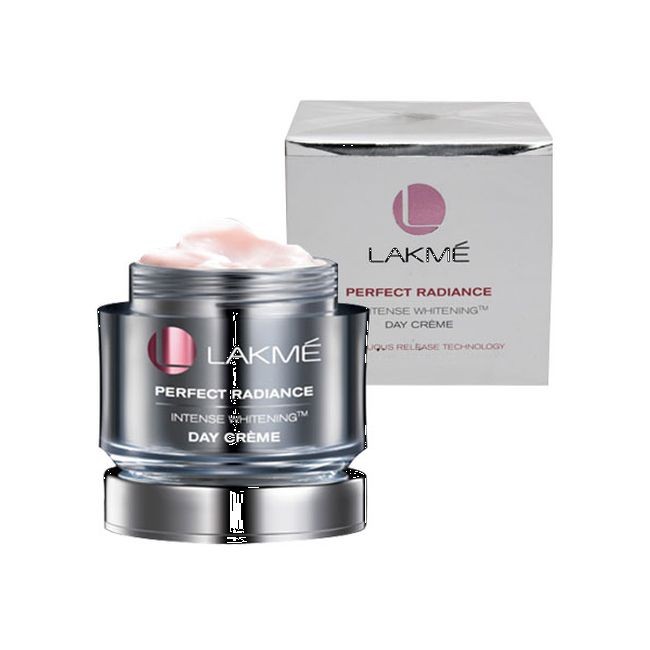 LAKMÉ
PERFECT RADIANCE
INTENSE WHITENING™
DAY CRÈME
L
LAKMÉ
PERFECT RADIANCE
INTENSE WHITENING™
DAY CRÈME
RELEASE TECHNOLOGY